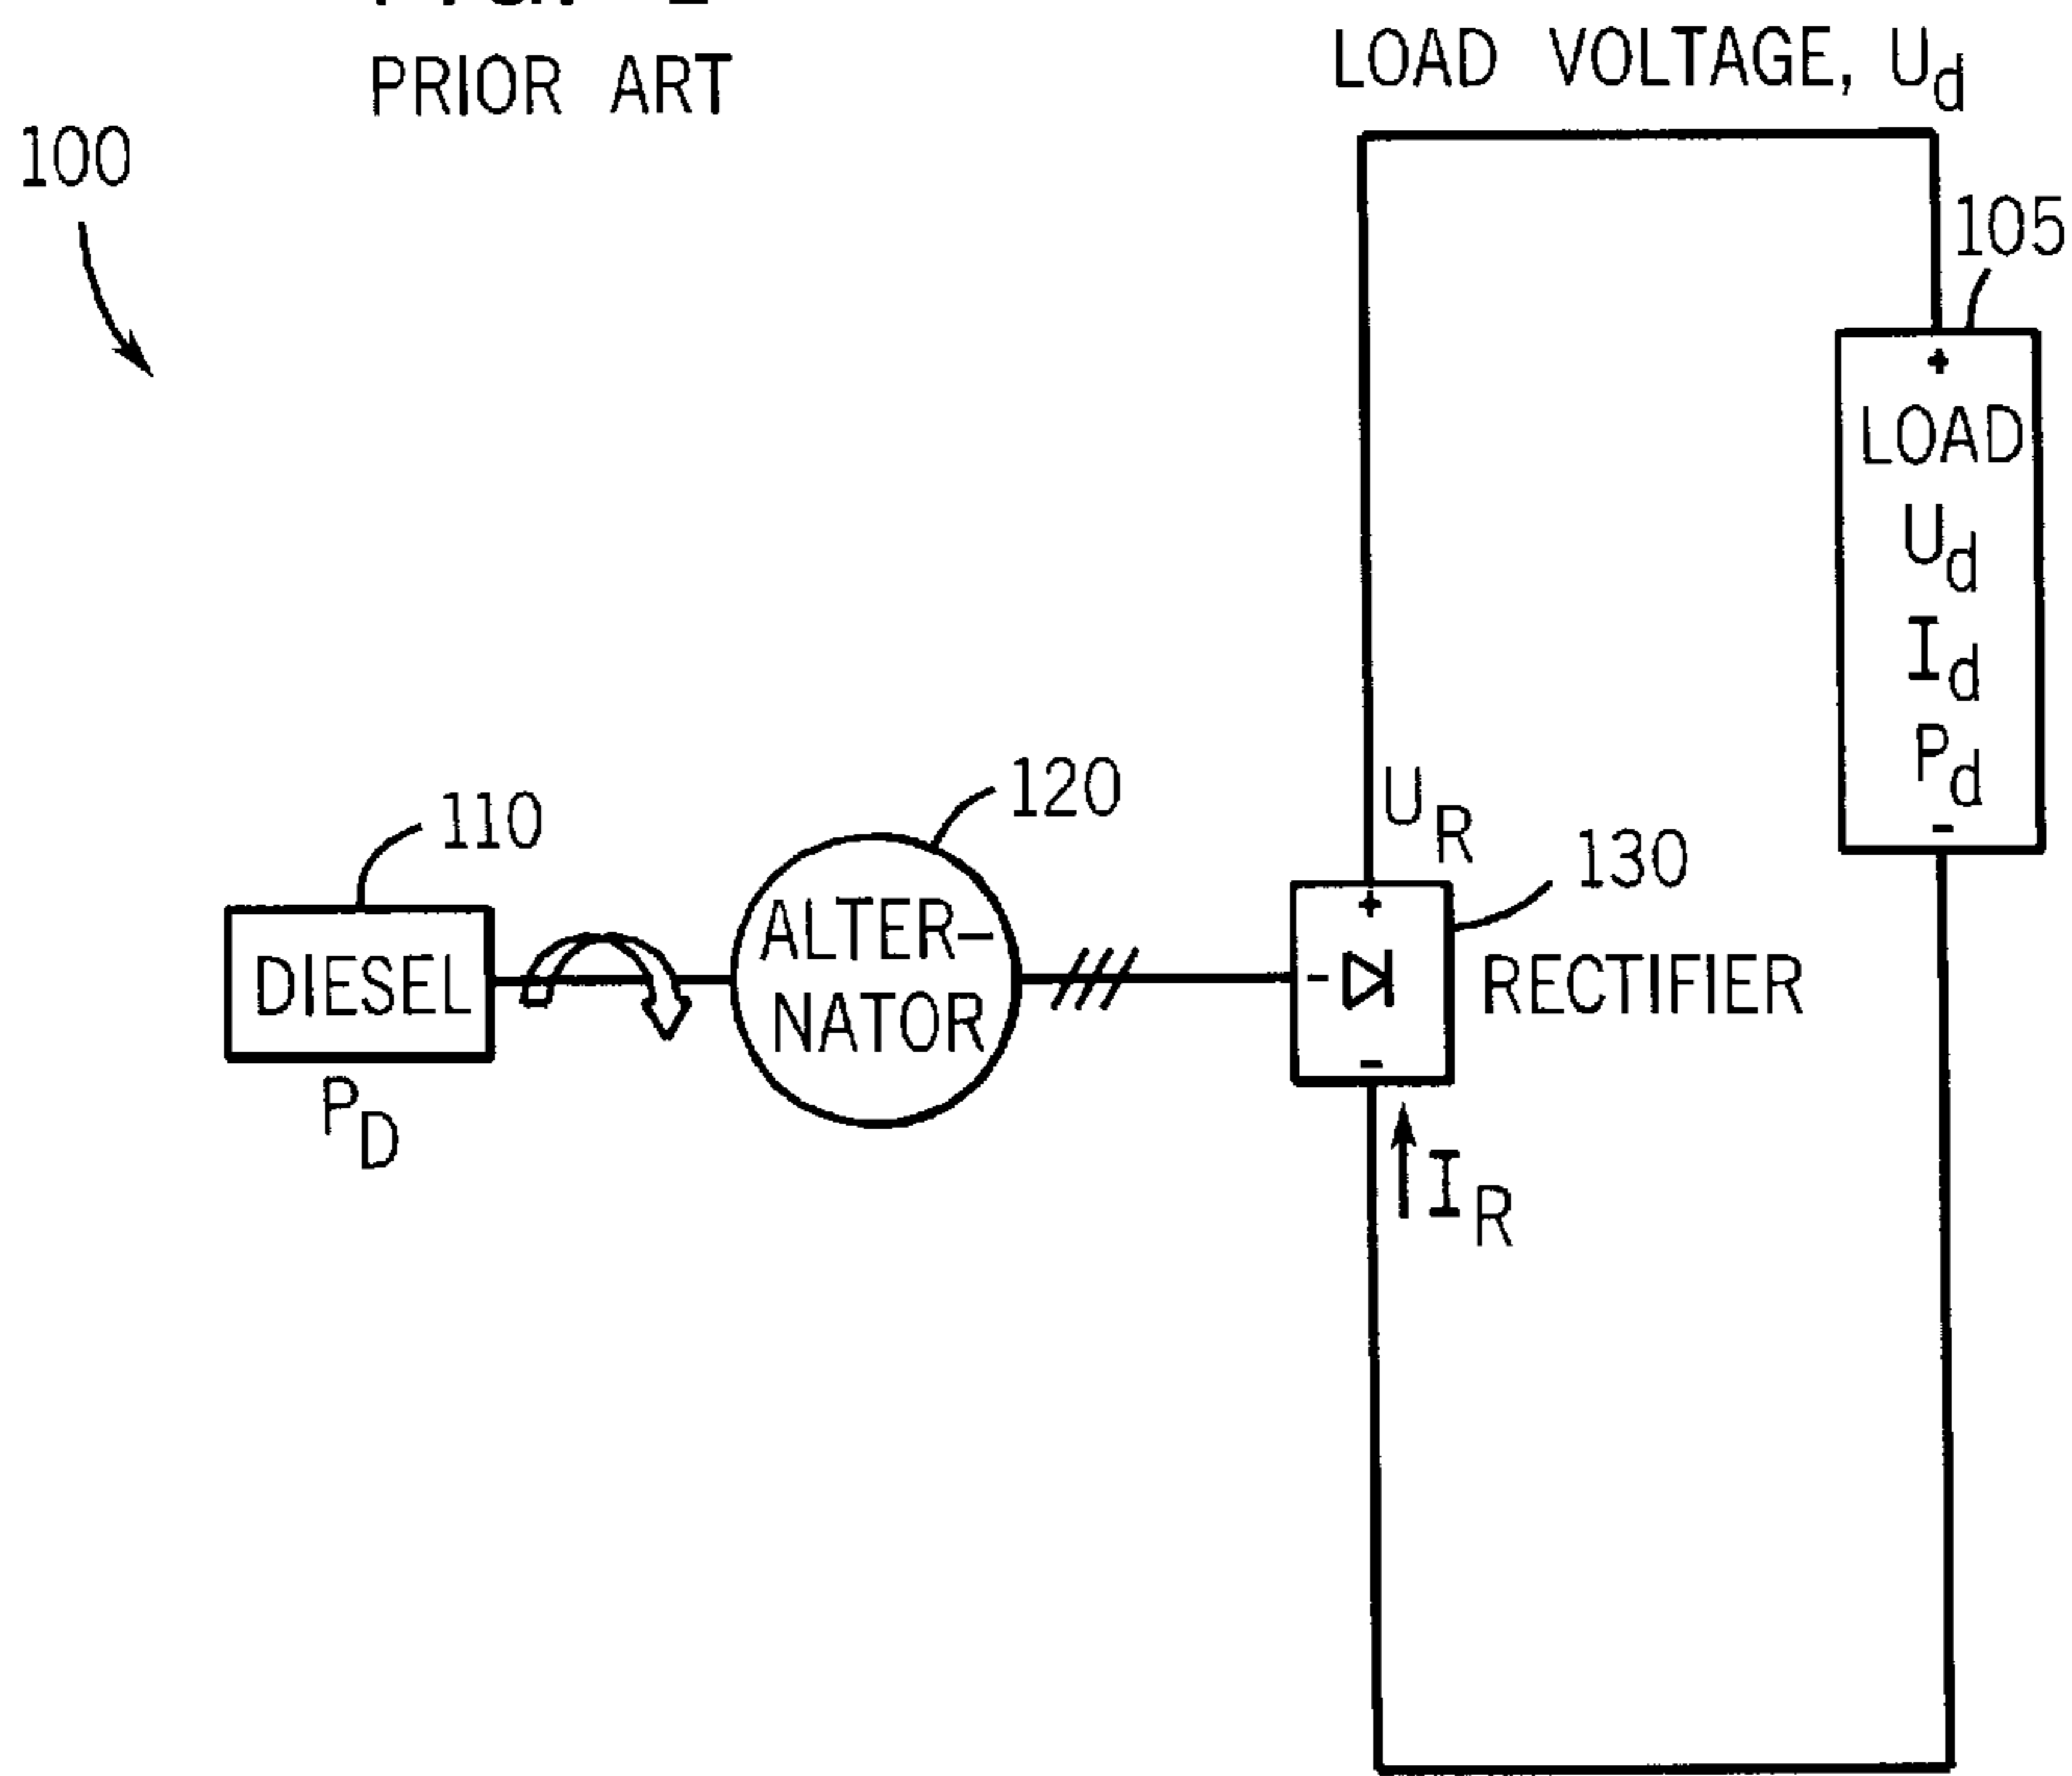 PRIOR ART
LOAD VOLTAGE, Ud
100
105
+
LOAD
Ud
Id
Pd
-
110
120
UR
130
DIESEL
ALTER-
NATOR
+
-
-
RECTIFIER
PD
IR